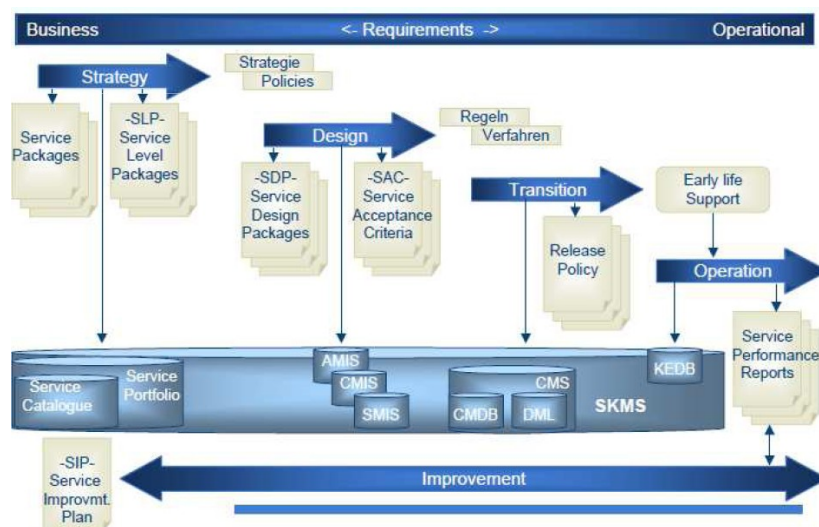 Business <- Requirements -> Operational
Strategy
Strategie
Policies
Service
Packages
-SLP-
Service
Level
Packages
Design
Regeln
Verfahren
-SDP-
Service
Design
Packages
-SAC-
Service
Acceptance
Criteria
Transition
Early life
Support
Release
Policy
Operation
Service
Performance
Reports
AMIS
CMIS
SMIS
KEDB
Service
Portfolio
Service
Catalogue
CMS
CMDB
DML
SKMS
-SIP-
Service
Improvmt.
Plan
Improvement